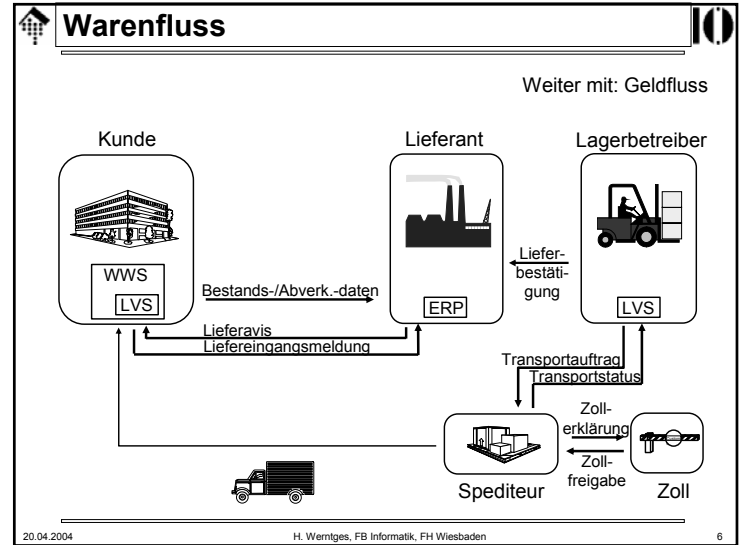 Warenfluss
Weiter mit: Geldfluss
Kunde
Lieferant
Lagerbetreiber
WWS
LVS
Bestands-/Abverk.-daten
ERP
Liefer-
bestäti-
gung
LVS
Lieferavis
Liefereingangsmeldung
Transportauftrag
Transportstatus
Zoll-
erklärung
Zoll-
freigabe
Spediteur
Zoll
20.04.2004
H. Werntges, FB Informatik, FH Wiesbaden
6